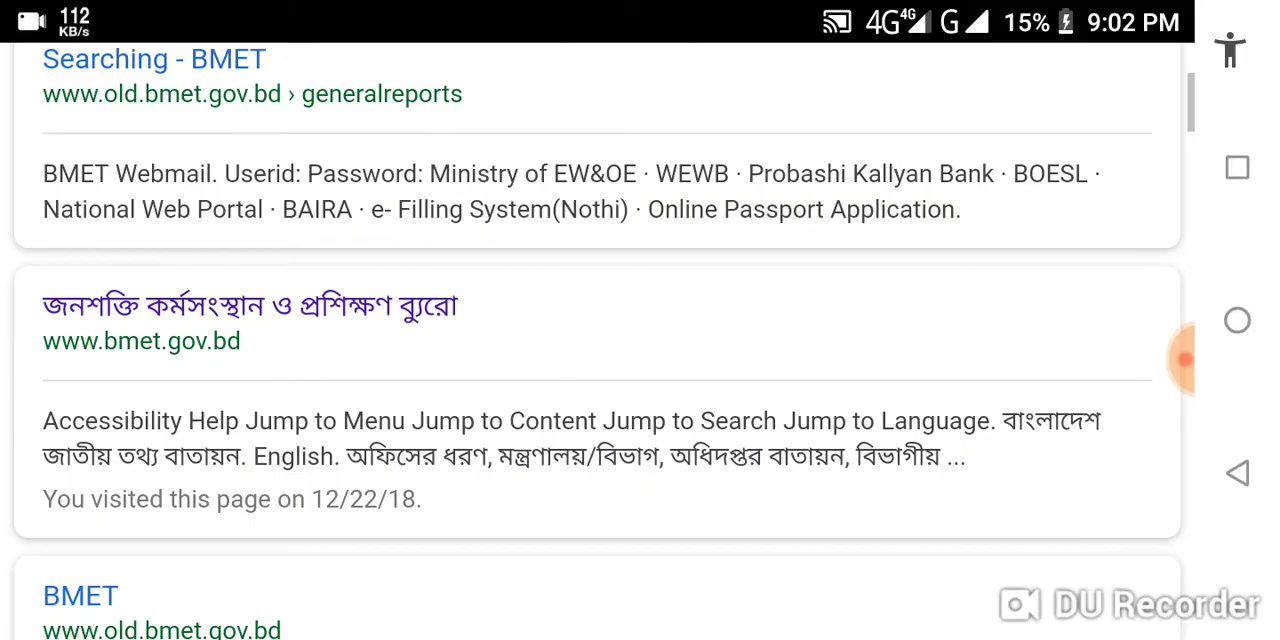 112
KB/s
4G 4G G 15% 9:02 PM
Searching - BMET
www.old.bmet.gov.bd › generalreports
BMET Webmail. Userid: Password: Ministry of EW&OE · WEWB · Probashi Kallyan Bank · BOESL ·
National Web Portal · BAIRA · e- Filling System(Nothi) · Online Passport Application.
জনশক্তি কর্মসংস্থান ও প্রশিক্ষণ ব্যুরো
www.bmet.gov.bd
Accessibility Help Jump to Menu Jump to Content Jump to Search Jump to Language. বাংলাদেশ
জাতীয় তথ্য বাতায়ন. English. অফিসের ধরণ, মন্ত্রণালয়/বিভাগ, অধিদপ্তর বাতায়ন, বিভাগীয় ...
You visited this page on 12/22/18.
BMET
www.old.bmet.gov.bd
DU Recorder